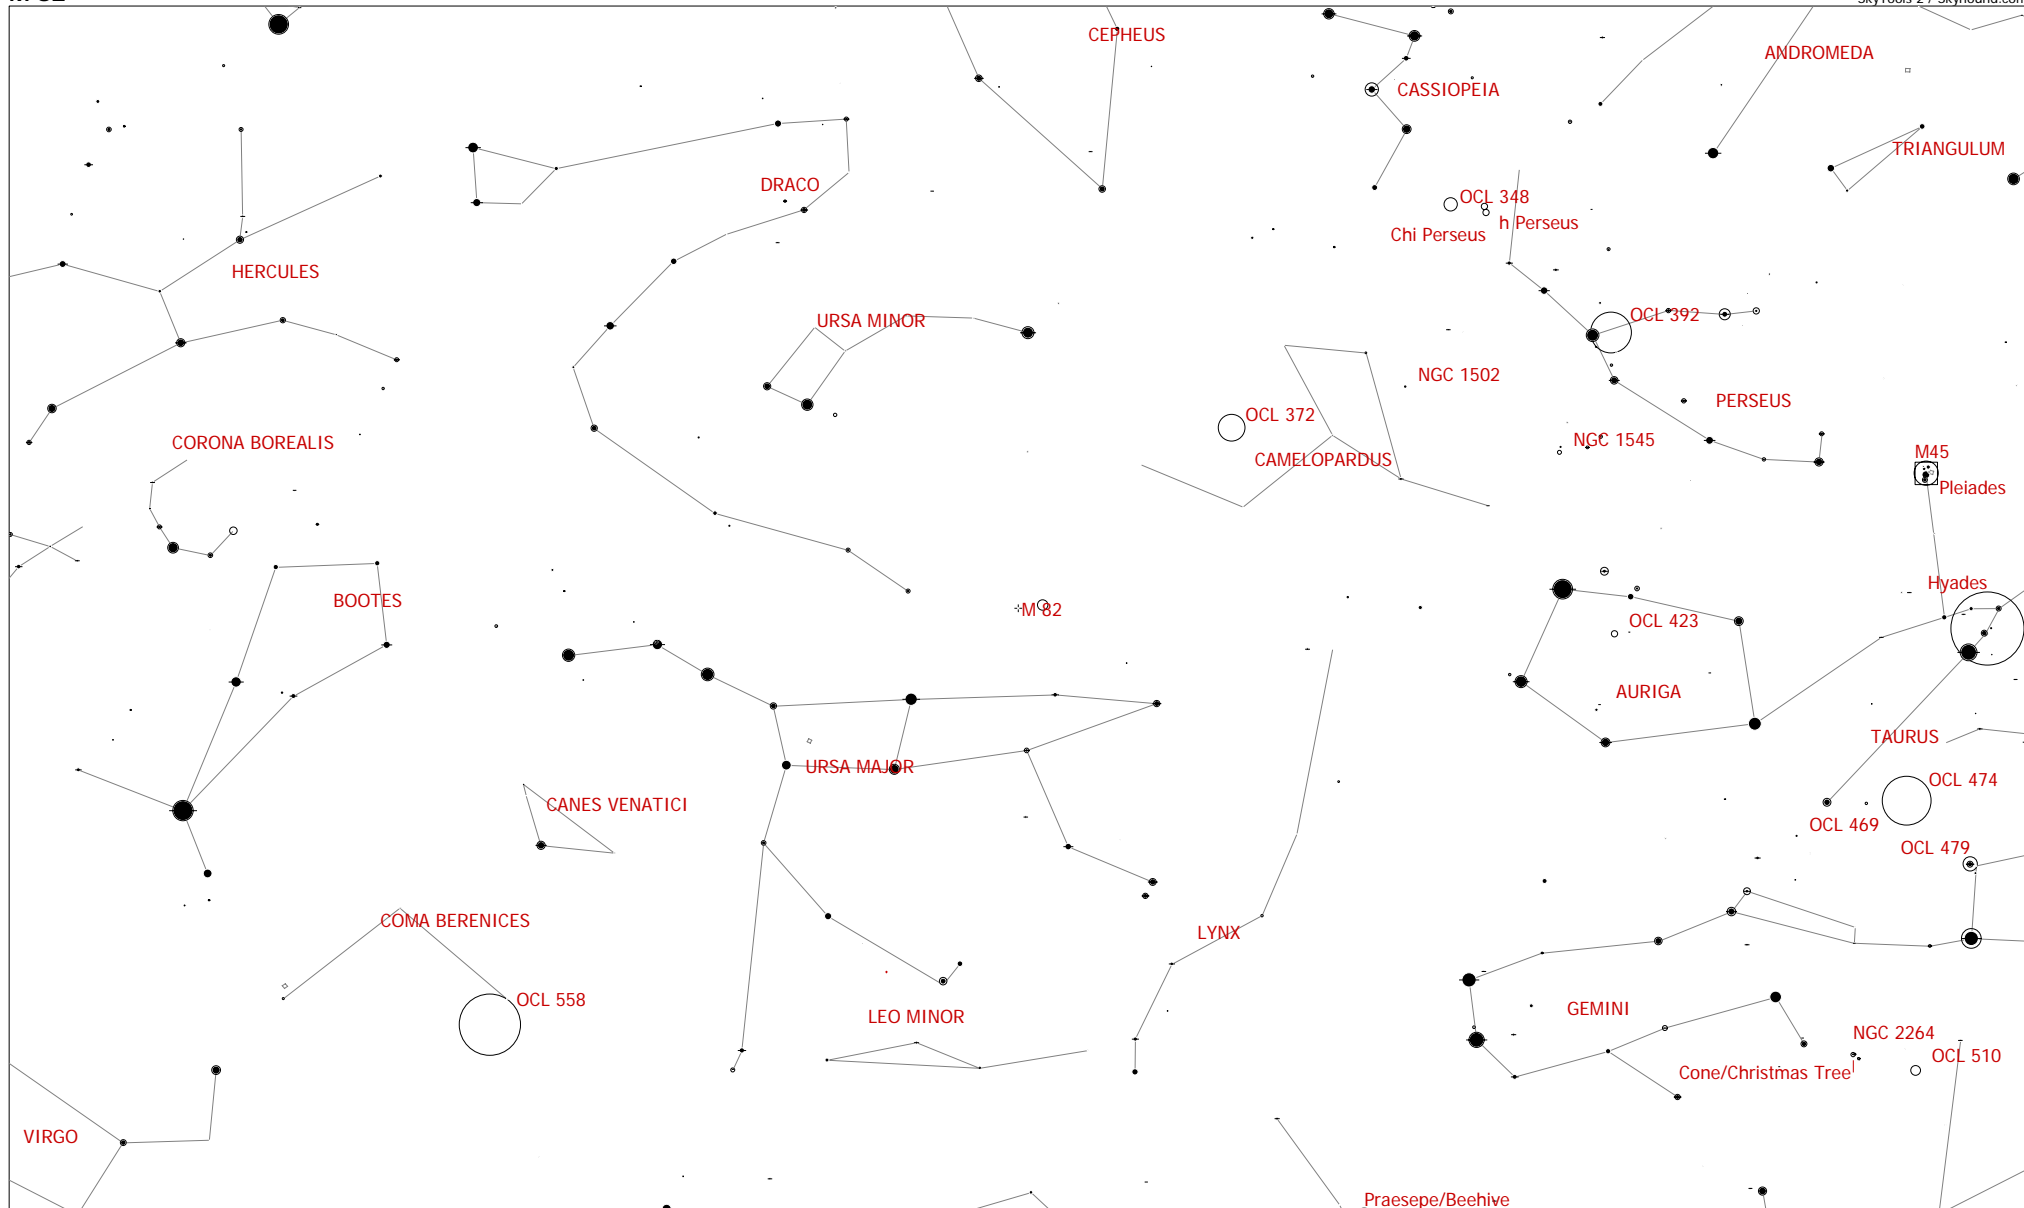 CEPHEUS
ANDROMEDA
CASSIOPEIA
TRIANGULUM
DRACO
OCL 348
h Perseus
Chi Perseus
HERCULES
OCL 392
URSA MINOR
NGC 1502
PERSEUS
OCL 372
CORONA BOREALIS
NGC 1545
M45
CAMELOPARDUS
Pleiades
Hyades
BOOTES
M 82
OCL 423
AURIGA
TAURUS
URSA MAJOR
OCL 474
CANES VENATICI
OCL 469
OCL 479
COMA BERENICES
LYNX
OCL 558
GEMINI
LEO MINOR
NGC 2264
OCL 510
Cone/Christmas Tree
VIRGO
Praesepe/Beehive